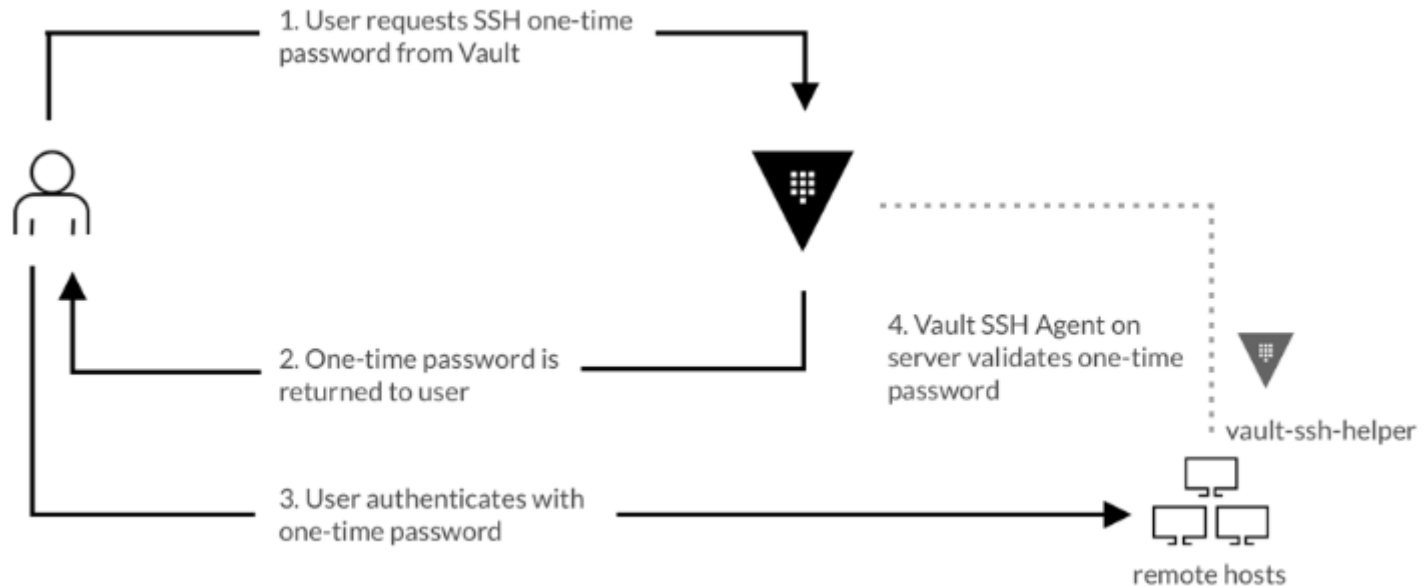 1. User requests SSH one-time
password from Vault
2. One-time password is
returned to user
4. Vault SSH Agent on
server validates one-time
password
vault-ssh-helper
3. User authenticates with
one-time password
remote hosts